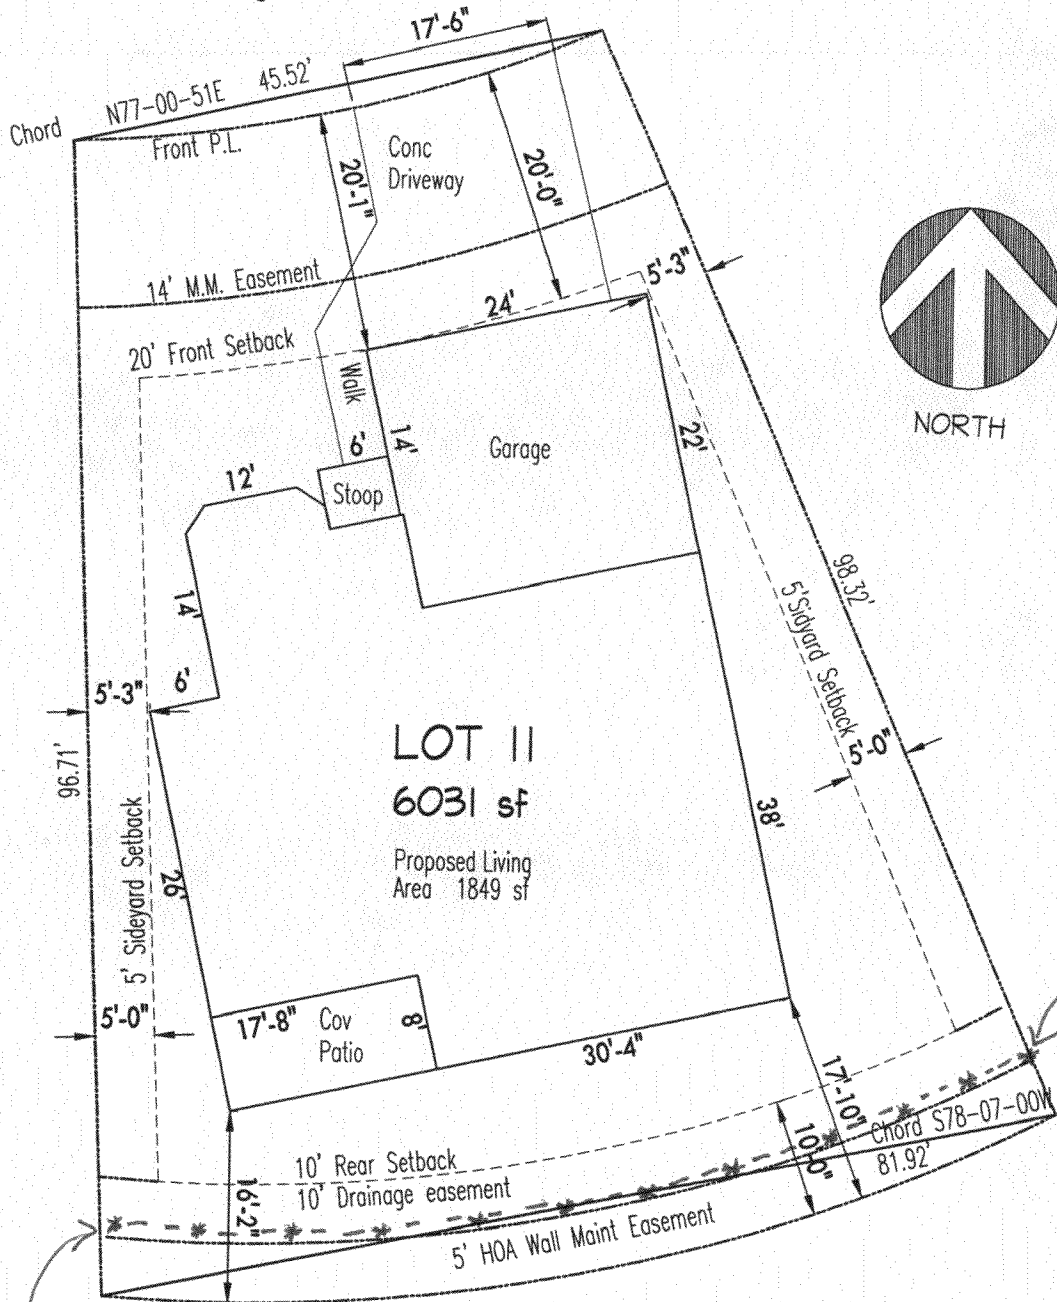 17'-6"
N77-00-51E 45.52'
Chord
Front P.L.
Conc
Driveway
20'-1"
20'-0"
14' M.M. Easement
5'-3"
24'
20' Front Setback
NORTH
Walk
6'
14'
22'
Garage
12'
Stoop
98.32'
14'
5'Sidyard Setback
5'-3"
6'
96.71'
LOT 11
6031 sf
5'-0"
38'
Proposed Living
Area 1849 sf
26'
5' Sideyard Setback
5'-0"
17'-8"
Cov
Patio
8'
30'-4"
17'-10"
10'-0"
Chord S78-07-00W
81.92'
10' Rear Setback
10' Drainage easement
16'-2"
5' HOA Wall Maint Easement